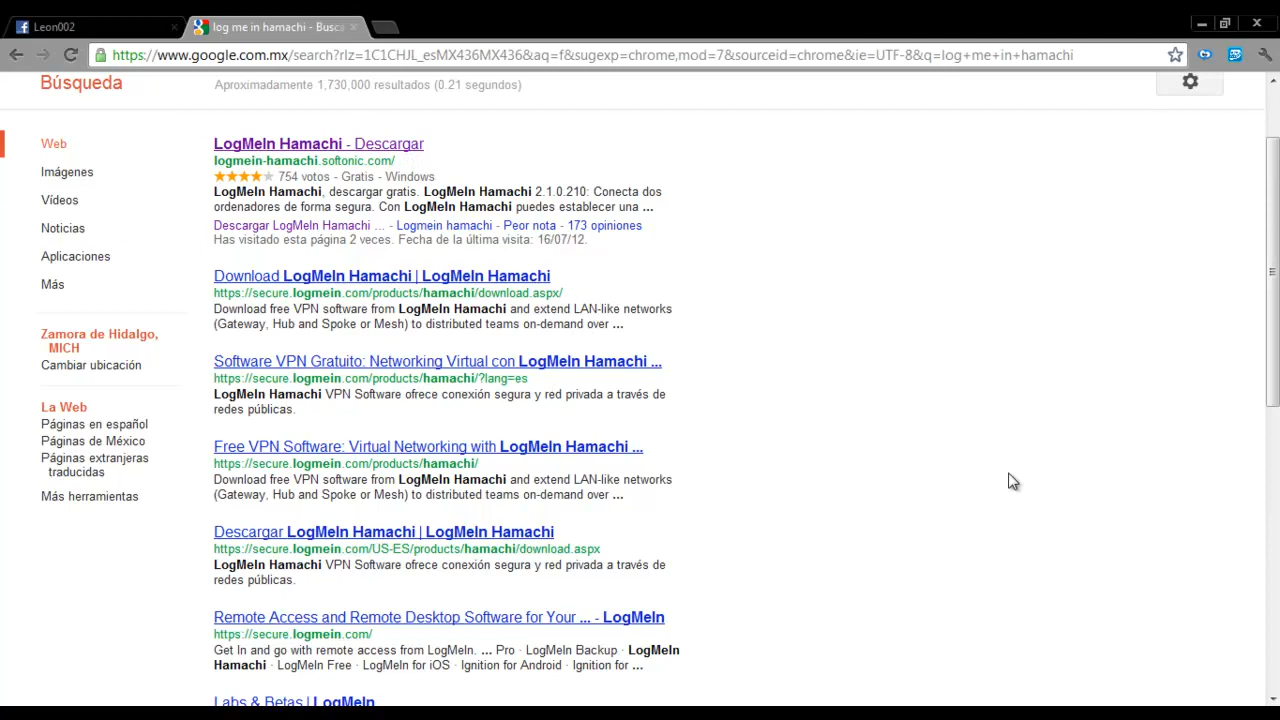 Leon002
log me in hamachi - Busca
https://www.google.com.mx/search?rlz=1C1CHJL_esMX436MX436&aq=f&sugexp=chrome,mod=7&sourceid=chrome&ie=UTF-8&q=log+me+in+hamachi
Búsqueda
Aproximadamente 1,730,000 resultados (0.21 segundos)
Web
Imágenes
Vídeos
Noticias
Aplicaciones
Más
Zamora de Hidalgo,
MICH
Cambiar ubicación
La Web
Páginas en español
Páginas de México
Páginas extranjeras
traducidas
Más herramientas
LogMeIn Hamachi - Descargar
logmein-hamachi.softonic.com/
754 votos - Gratis - Windows
LogMeIn Hamachi, descargar gratis. LogMeIn Hamachi 2.1.0.210: Conecta dos
ordenadores de forma segura. Con LogMeIn Hamachi puedes establecer una ...
Descargar LogMeIn Hamachi ... - Logmein hamachi - Peor nota - 173 opiniones
Has visitado esta página 2 veces. Fecha de la última visita: 16/07/12.
Download LogMeIn Hamachi | LogMeIn Hamachi
https://secure.logmein.com/products/hamachi/download.aspx/
Download free VPN software from LogMeIn Hamachi and extend LAN-like networks
(Gateway, Hub and Spoke or Mesh) to distributed teams on-demand over ...
Software VPN Gratuito: Networking Virtual con LogMeIn Hamachi ...
https://secure.logmein.com/products/hamachi/?lang=es
LogMeIn Hamachi VPN Software ofrece conexión segura y red privada a través de
redes públicas.
Free VPN Software: Virtual Networking with LogMeIn Hamachi ...
https://secure.logmein.com/products/hamachi/
Download free VPN software from LogMeIn Hamachi and extend LAN-like networks
(Gateway, Hub and Spoke or Mesh) to distributed teams on-demand over ...
Descargar LogMeIn Hamachi | LogMeIn Hamachi
https://secure.logmein.com/US-ES/products/hamachi/download.aspx
LogMeIn Hamachi VPN Software ofrece conexión segura y red privada a través de
redes públicas.
Remote Access and Remote Desktop Software for Your ... - LogMeIn
https://secure.logmein.com/
Get In and go with remote access from LogMeIn. ... Pro · LogMeIn Backup · LogMeIn
Hamachi · LogMeIn Free · LogMeIn for iOS · Ignition for Android · Ignition for ...
Labs & Betas | LogMeIn